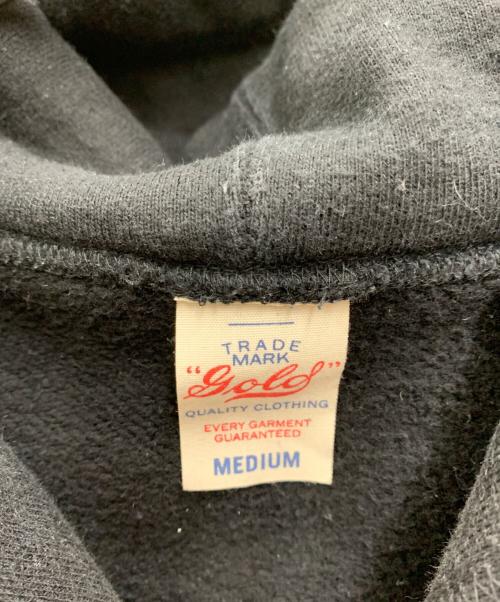 TRADE
MARK
"Gold"
QUALITY CLOTHING
EVERY GARMENT
GUARANTEED
MEDIUM